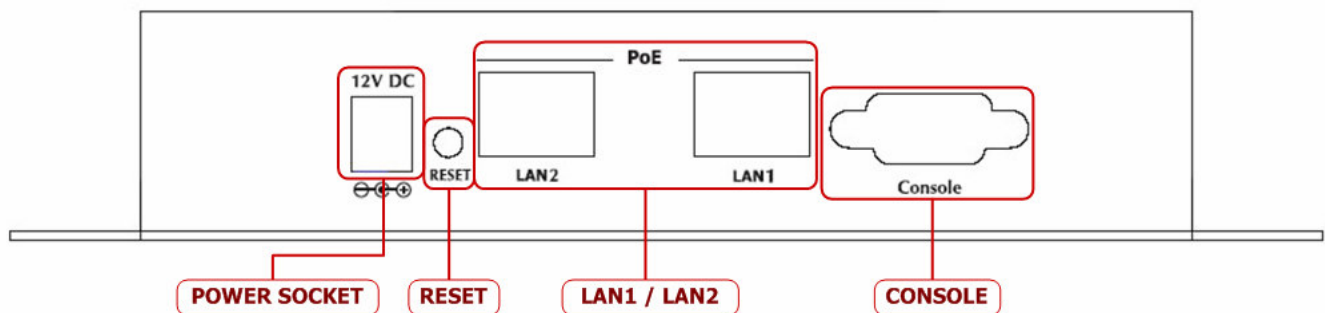 PoE
12V DC
RESET
LAN2
LAN1
Console
POWER SOCKET
RESET
LAN1 / LAN2
CONSOLE